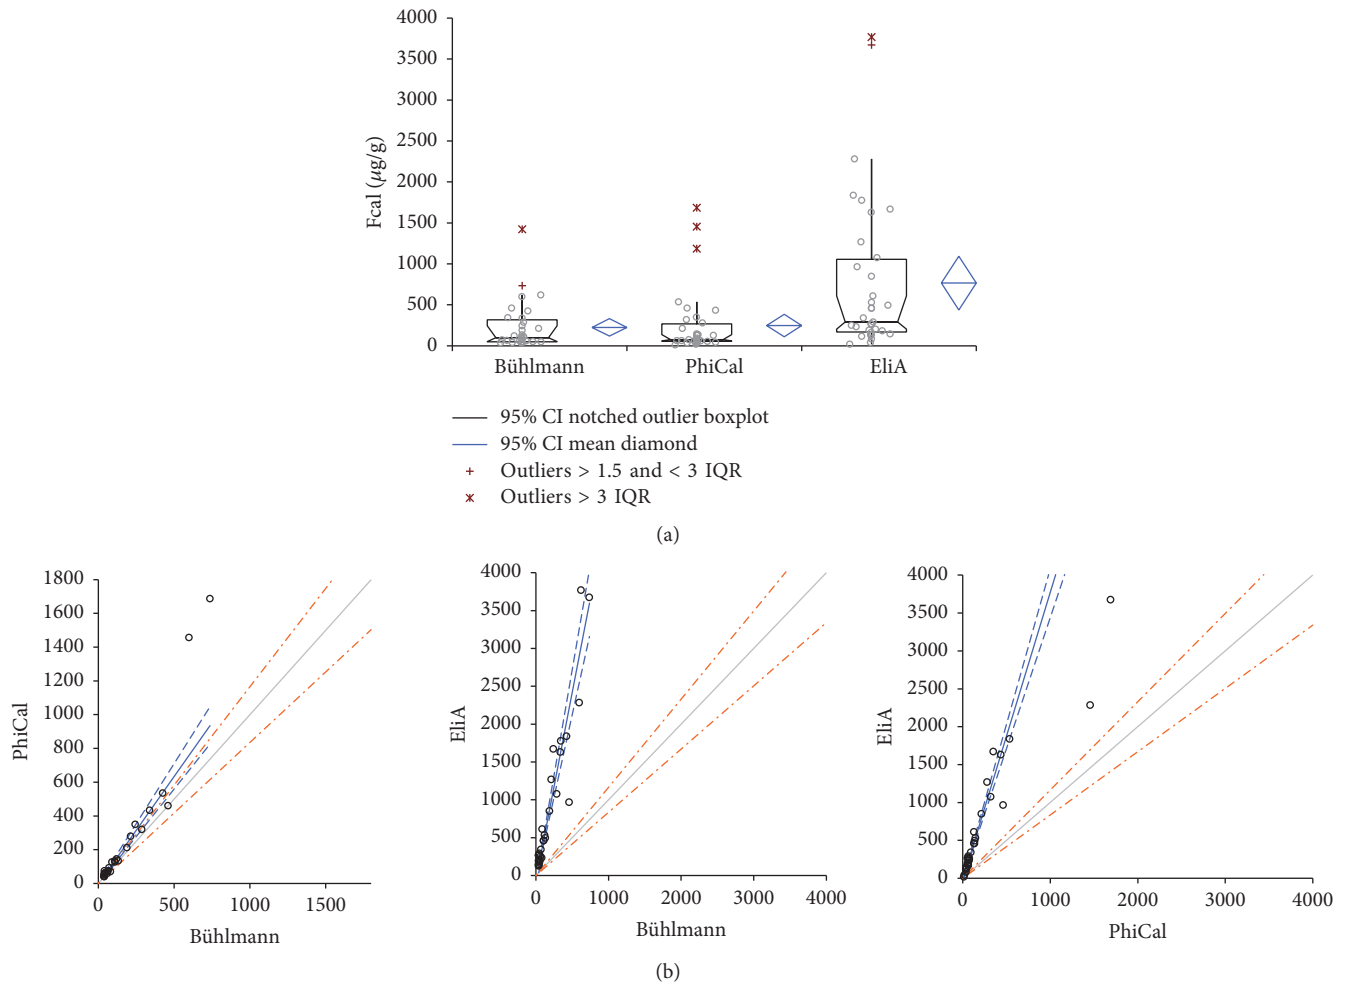 4000
3500
3000
2500
2000
1500
1000
500
0
Fcal (μg/g)
Bühlmann PhiCal EliA
95% CI notched outlier boxplot
95% CI mean diamond
Outliers > 1.5 and < 3 IQR
Outliers > 3 IQR
(a)
1800
1600
1400
1200
1000
800
600
400
200
0
PhiCal
0 500 1000 1500
Bühlmann
4000
3500
3000
2500
2000
1500
1000
500
0
EliA
0 1000 2000 3000 4000
Bühlmann
4000
3500
3000
2500
2000
1500
1000
500
0
EliA
0 1000 2000 3000 4000
PhiCal
(b)